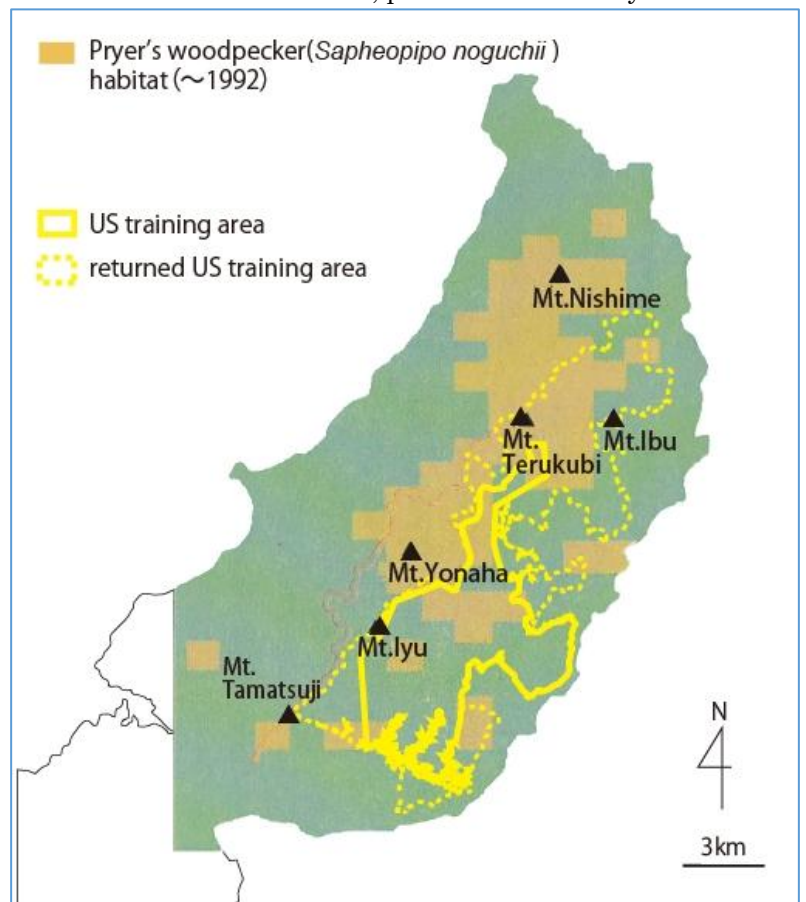 Pryer's woodpecker(Sapheopipo noguchii )
habitat (～1992)
US training area
returned US training area
Mt.Nishime
Mt.
Terukubi
Mt.Ibu
Mt.Yonaha
Mt.Iyu
Mt.
Tamatsuji
N
3km